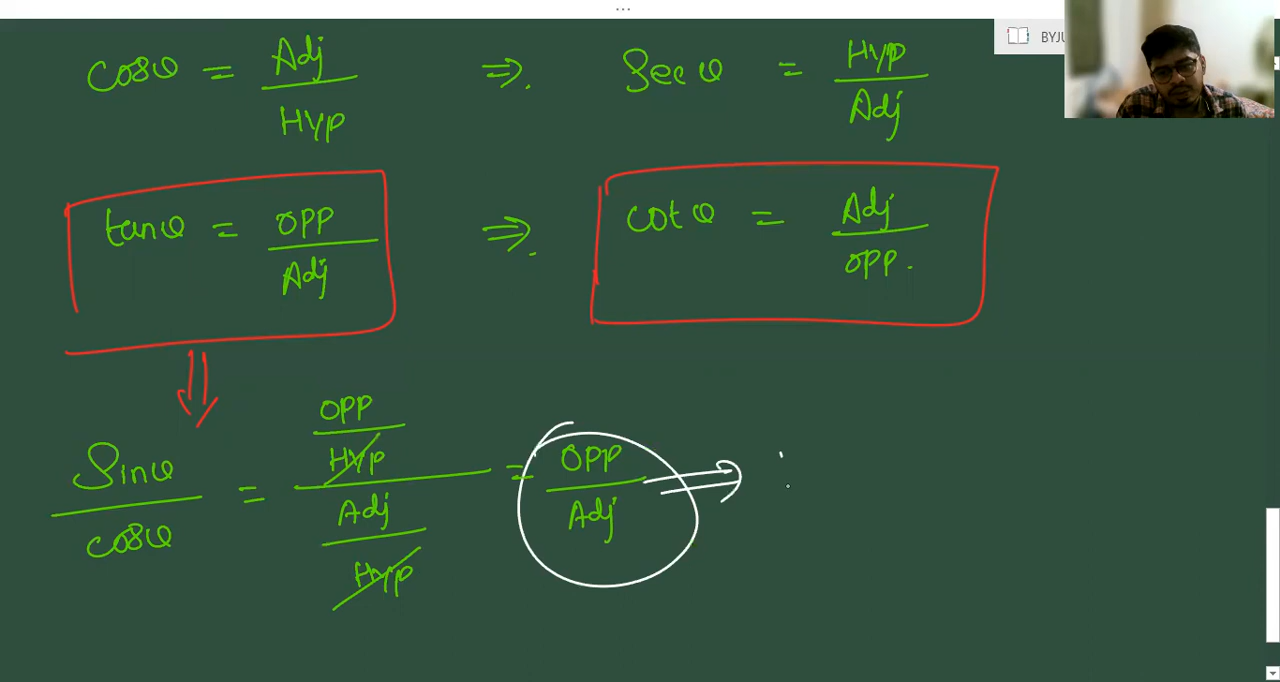 ...
BYJU
cosθ = Adj / Hyp ⇒. Secθ = Hyp / Adj
tanθ = OPP / Adj ⇒. cotθ = Adj / OPP.
Sinθ / cosθ = OPP / Hyp / Adj / Hyp = OPP / Adj ⇒